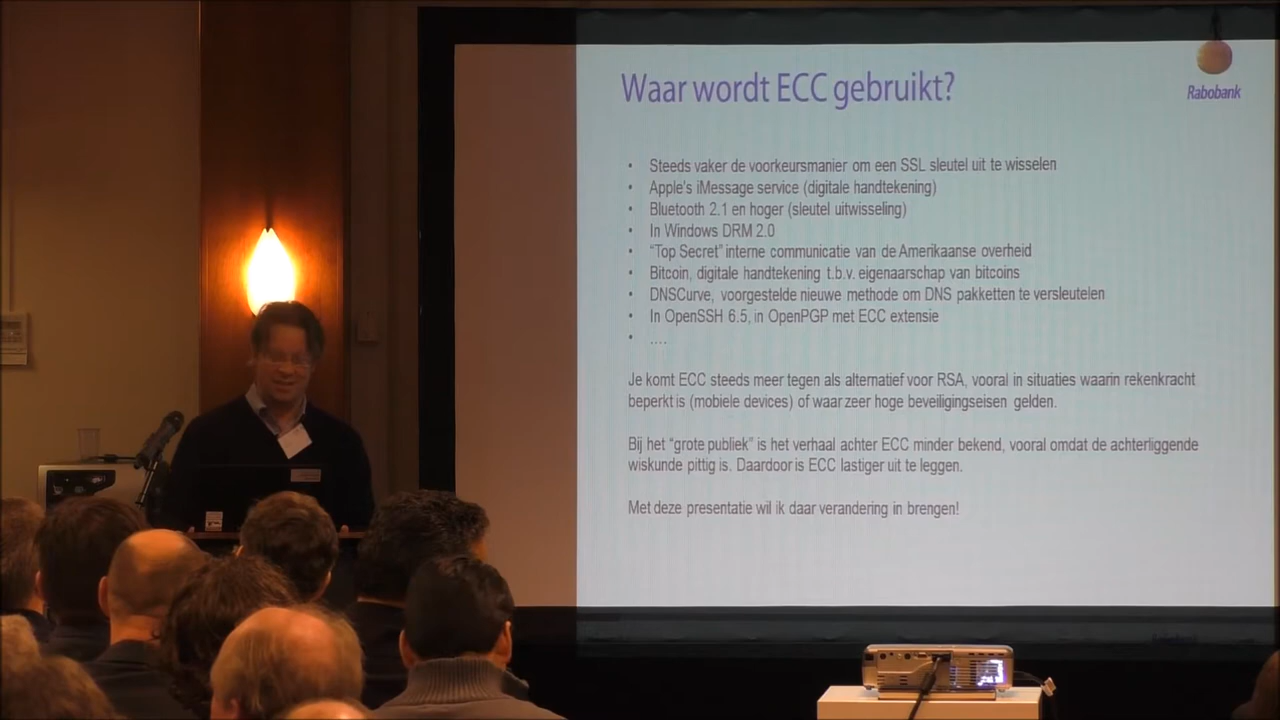 Waar wordt ECC gebruikt?
Rabobank
• Steeds vaker de voorkeursmanier om een SSL sleutel uit te wisselen
• Apple's iMessage service (digitale handtekening)
• Bluetooth 2.1 en hoger (sleutel uitwisseling)
• In Windows DRM 2.0
• “Top Secret” interne communicatie van de Amerikaanse overheid
• Bitcoin, digitale handtekening t.b.v. eigenaarschap van bitcoins
• DNSCurve, voorgestelde nieuwe methode om DNS pakketten te versleutelen
• In OpenSSH 6.5, in OpenPGP met ECC extensie
• ....
Je komt ECC steeds meer tegen als alternatief voor RSA, vooral in situaties waarin rekenkracht
beperkt is (mobiele devices) of waar zeer hoge beveiligingseisen gelden.
Bij het “grote publiek” is het verhaal achter ECC minder bekend, vooral omdat de achterliggende
wiskunde pittig is. Daardoor is ECC lastiger uit te leggen.
Met deze presentatie wil ik daar verandering in brengen!